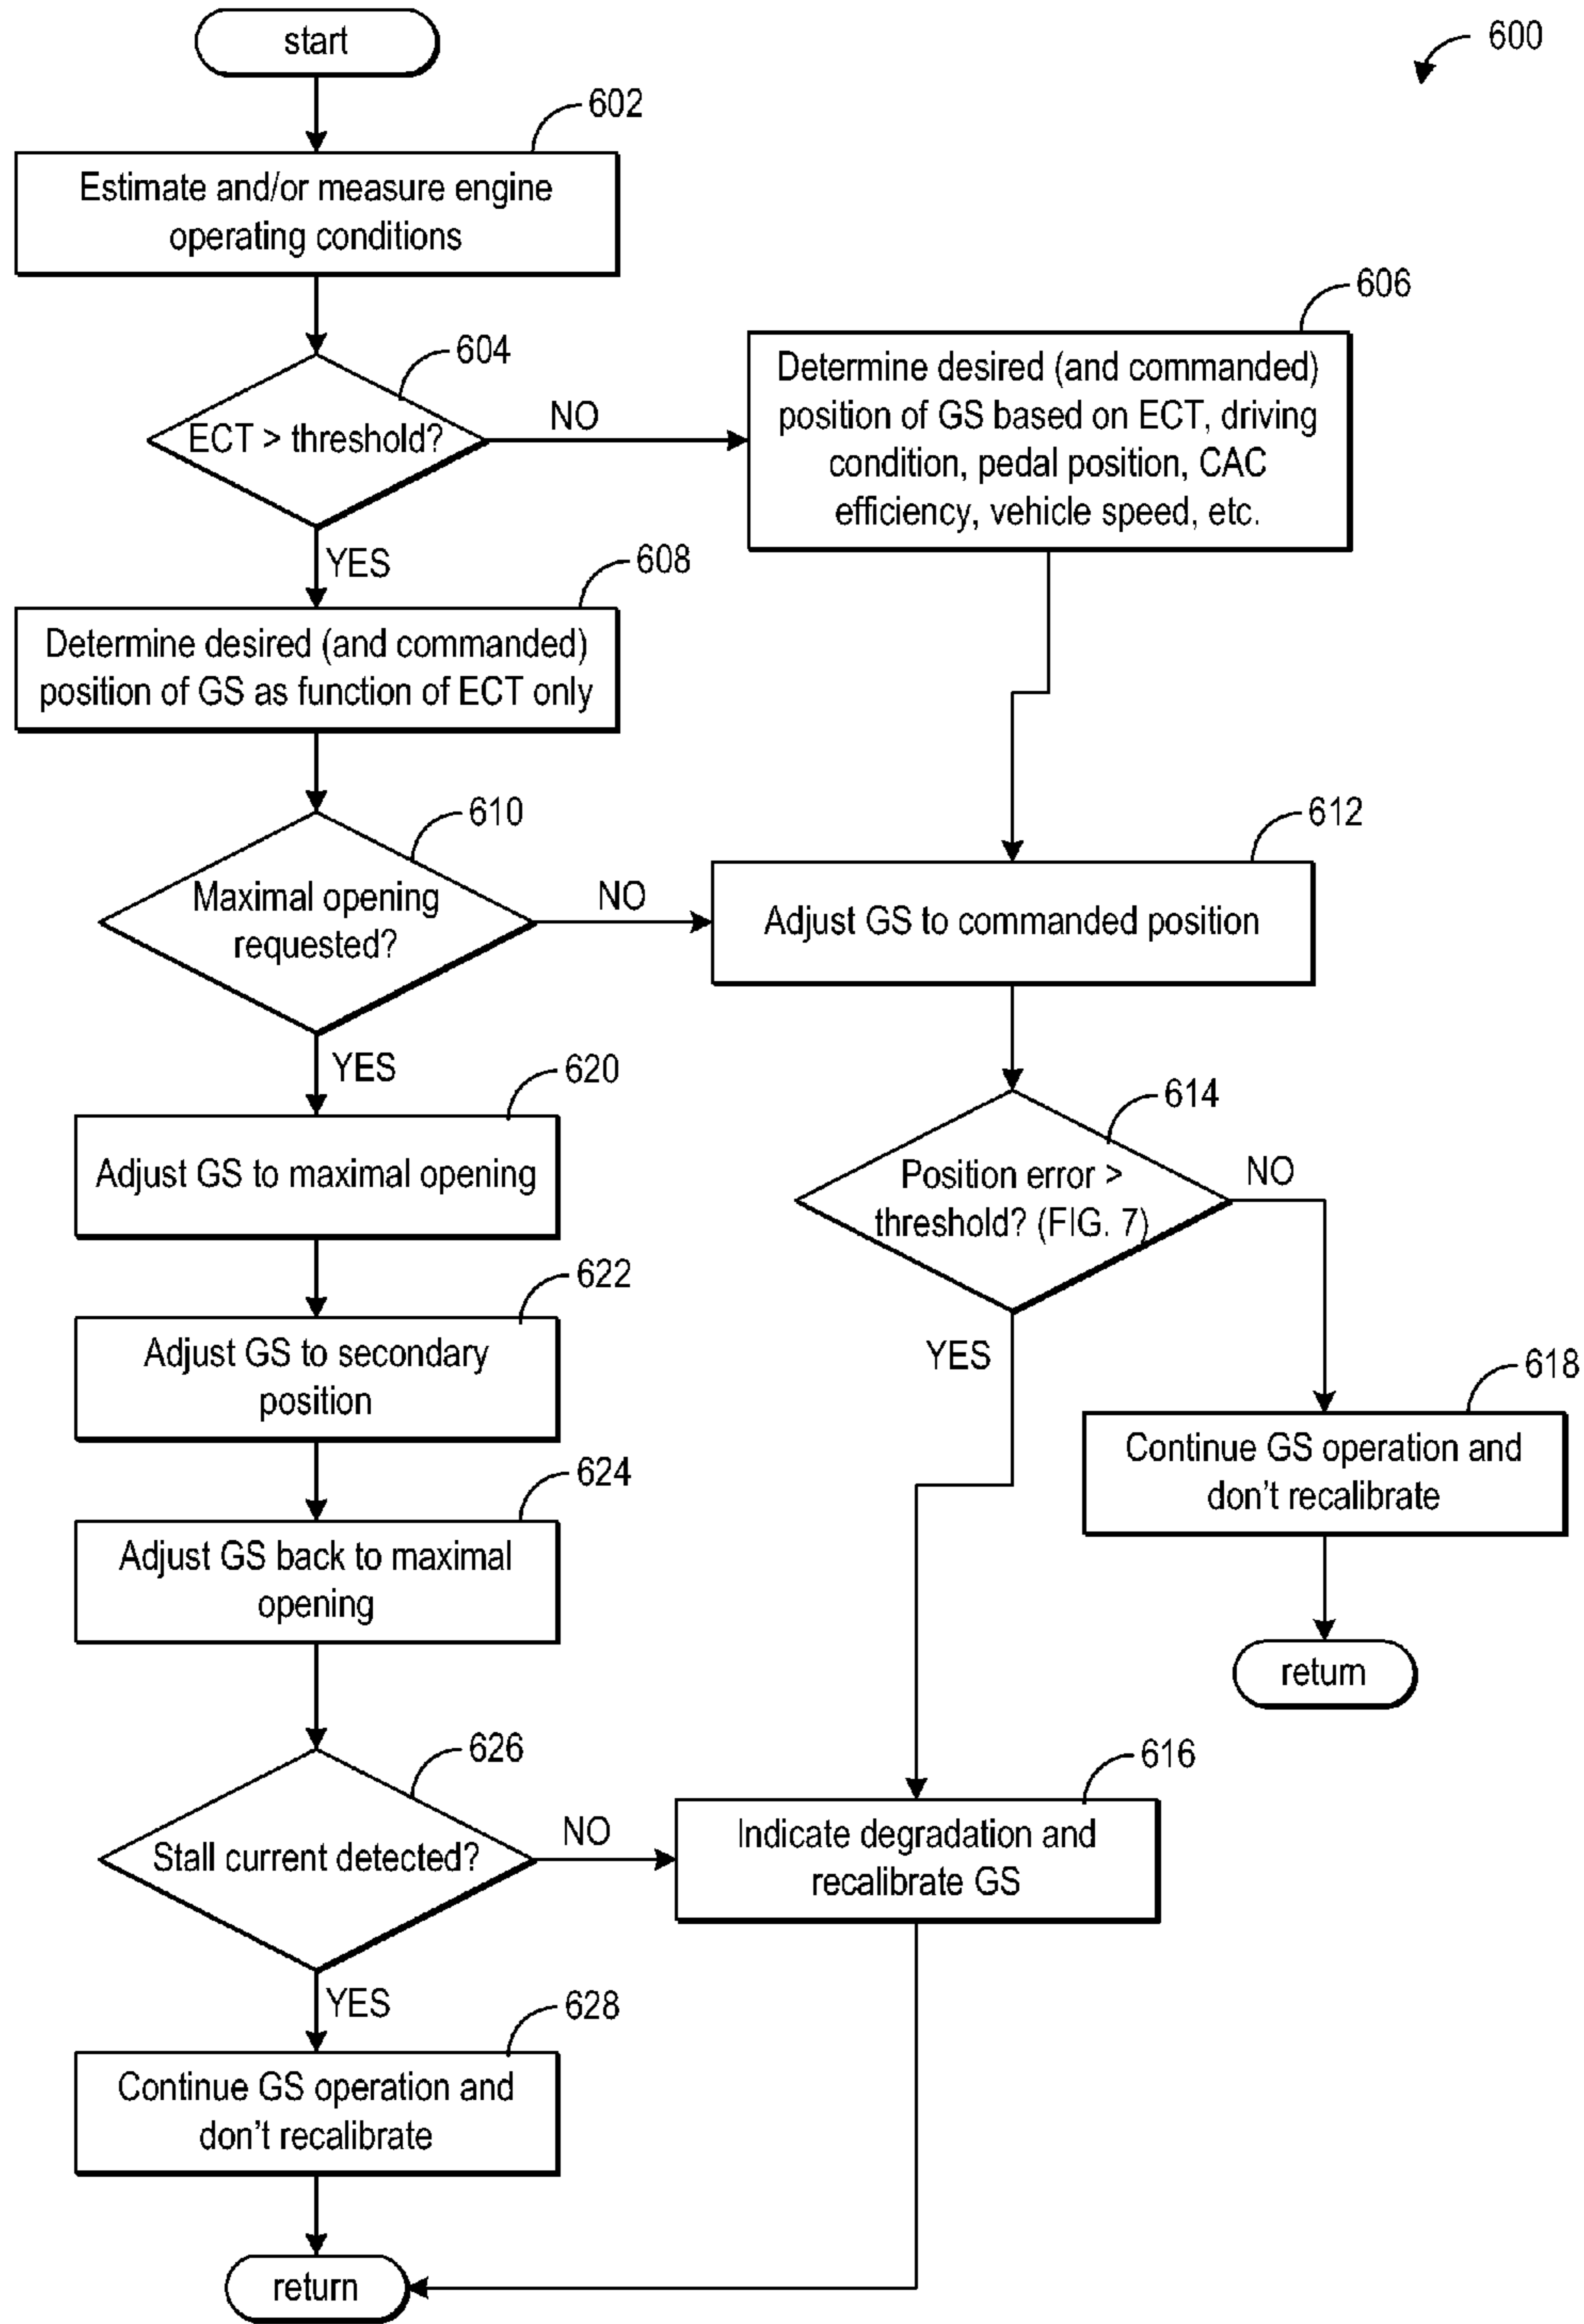 start
600
602
Estimate and/or measure engine
operating conditions
604
ECT > threshold?
NO
606
Determine desired (and commanded)
position of GS based on ECT, driving
condition, pedal position, CAC
efficiency, vehicle speed, etc.
YES
608
Determine desired (and commanded)
position of GS as function of ECT only
610
Maximal opening
requested?
NO
612
Adjust GS to commanded position
YES
620
Adjust GS to maximal opening
614
Position error >
threshold? (FIG. 7)
NO
YES
622
Adjust GS to secondary
position
618
Continue GS operation and
don't recalibrate
return
624
Adjust GS back to maximal
opening
626
Stall current detected?
NO
616
Indicate degradation and
recalibrate GS
YES
628
Continue GS operation and
don't recalibrate
return